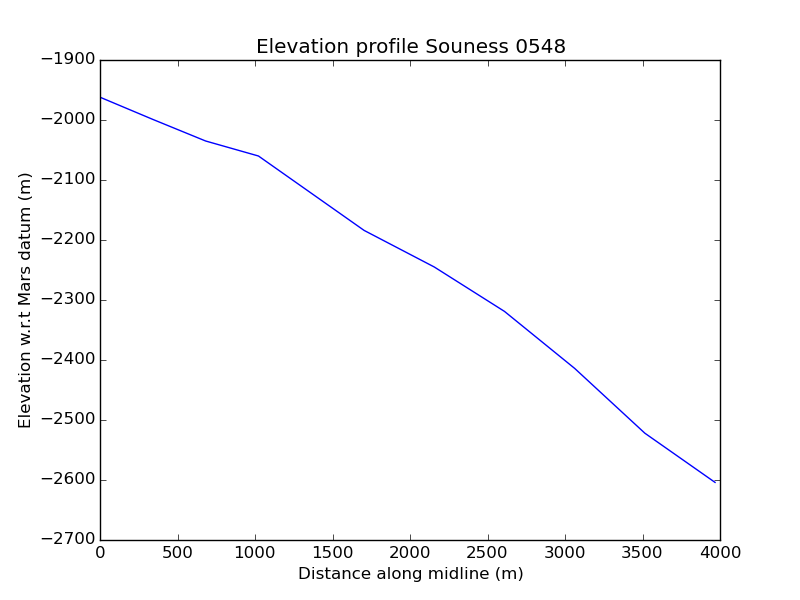 Elevation profile Souness 0548
−1900
−2000
−2100
−2200
−2300
−2400
−2500
−2600
−2700
Elevation w.r.t Mars datum (m)
0 500 1000 1500 2000 2500 3000 3500 4000
Distance along midline (m)